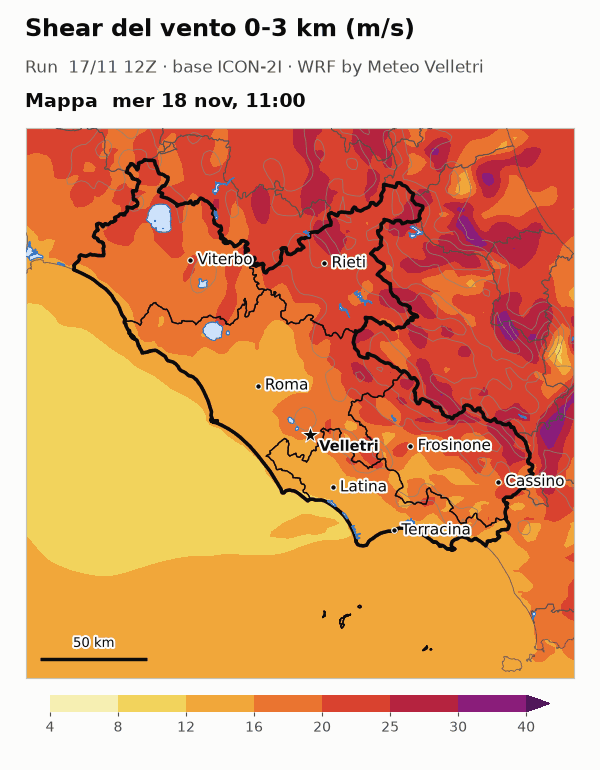 Shear del vento 0-3 km (m/s)
Run  17/11 12Z · base ICON-2I · WRF by Meteo Velletri
Mappa  mer 18 nov, 11:00
Viterbo
Rieti
Roma
Velletri
Frosinone
Latina
Cassino
Terracina
50 km
4 8 12 16 20 25 30 40